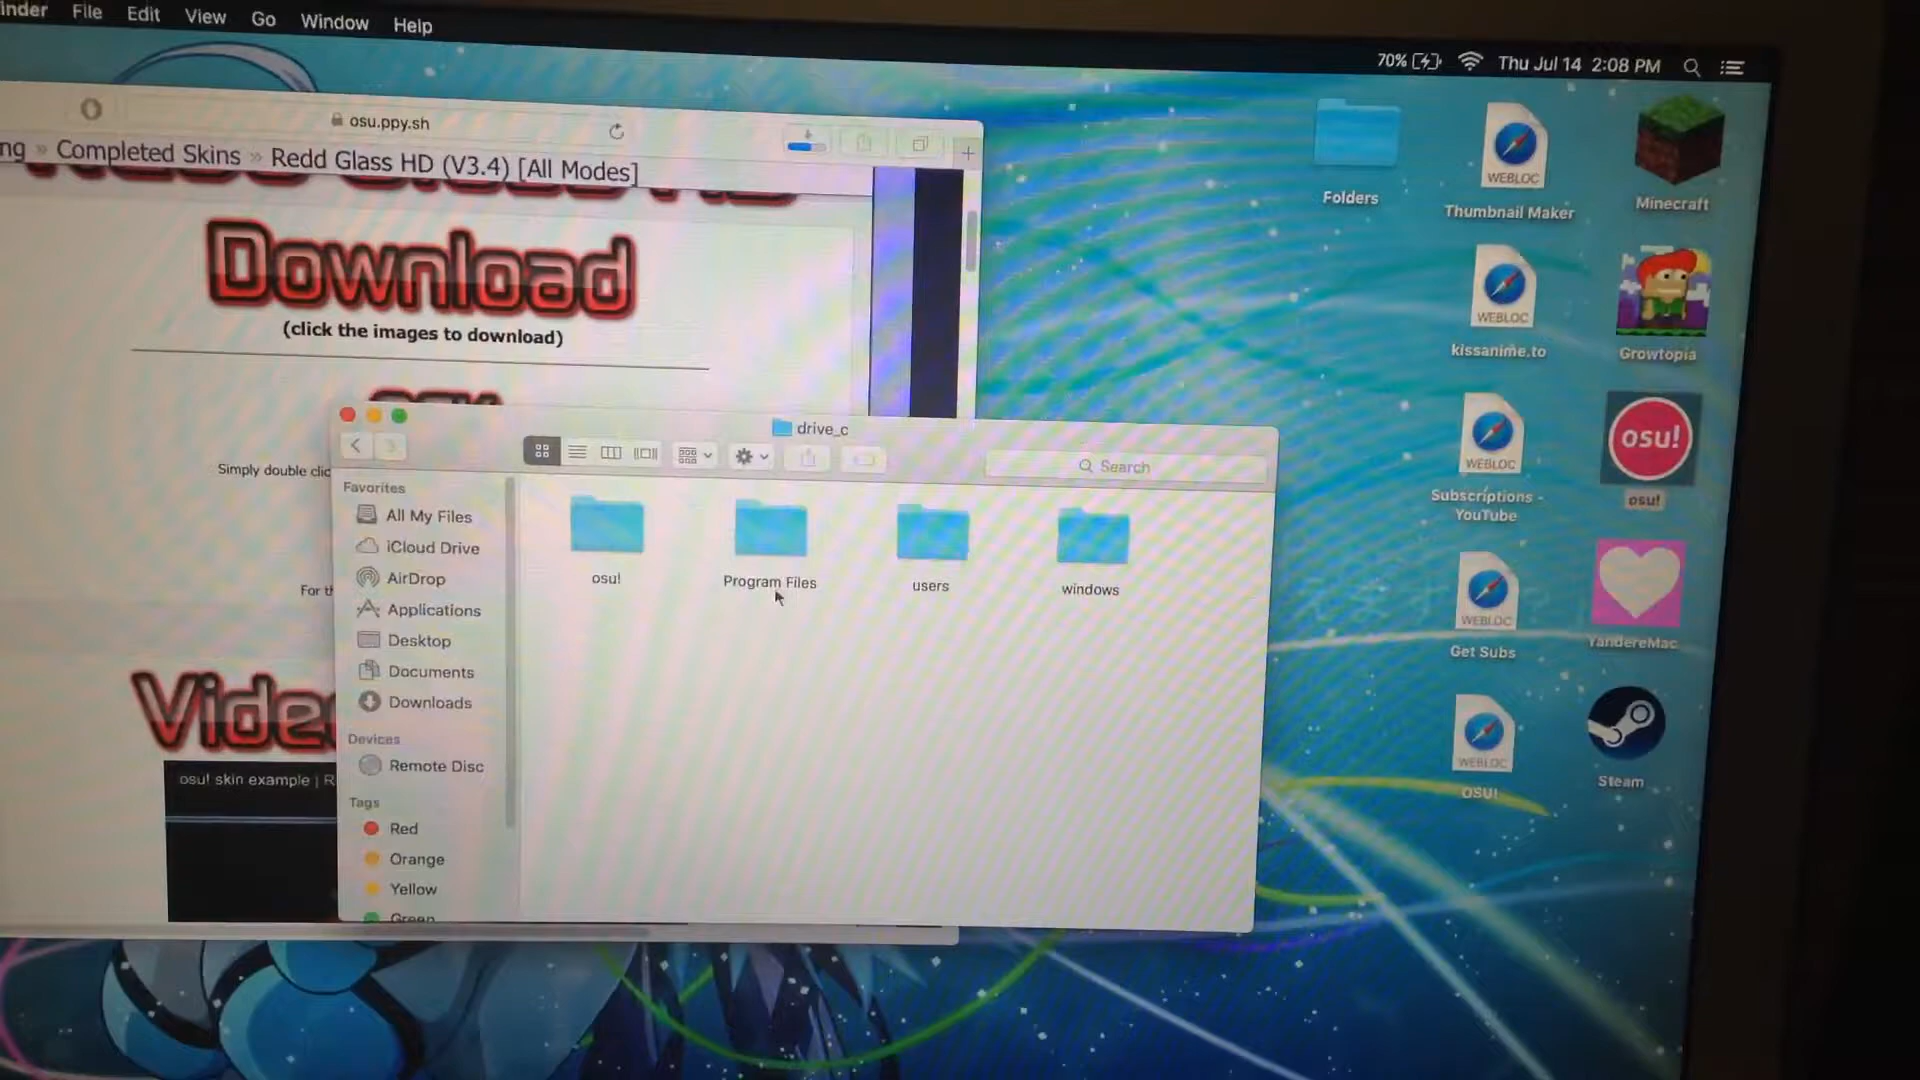 inder File Edit View Go Window Help
70% Thu Jul 14 2:08 PM
osu.ppy.sh
ng » Completed Skins » Redd Glass HD (V3.4) [All Modes]
Download
(click the images to download)
Simply double clic
For th
Vide
osu! skin example | R
drive_c
Search
Favorites
All My Files
iCloud Drive
AirDrop
Applications
Desktop
Documents
Downloads
Devices
Remote Disc
Tags
Red
Orange
Yellow
Green
osu!
Program Files
users
windows
Folders
WEBLOC
Thumbnail Maker
Minecraft
WEBLOC
kissanime.to
Growtopia
WEBLOC
Subscriptions -
YouTube
osu!
osu!
WEBLOC
Get Subs
YandereMac
WEBLOC
OSU!
Steam